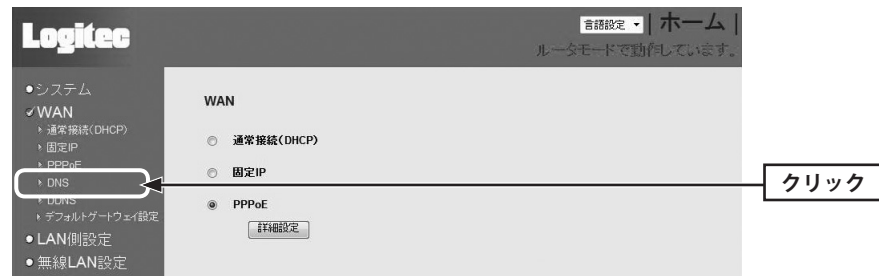 Logitec
言語設定 | ホーム |
ルータモードで動作しています。
●システム
WAN
通常接続(DHCP)
固定IP
PPPoE
DNS
DDNS
デフォルトゲートウェイ設定
●LAN側設定
●無線LAN設定
WAN
通常接続(DHCP)
固定IP
PPPoE
詳細設定
クリック